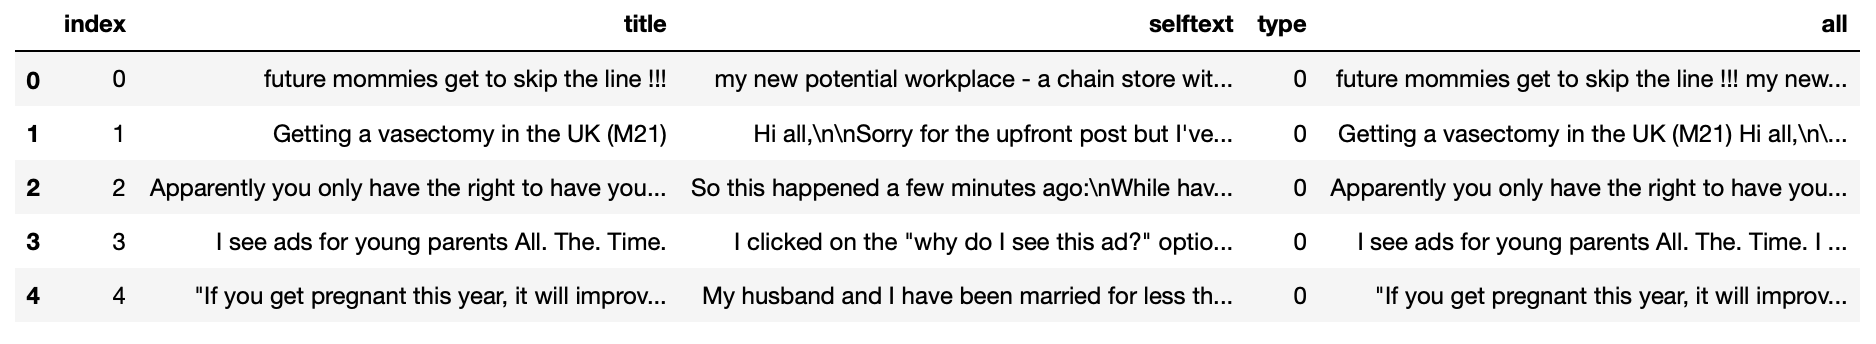 index title selftext type all
0 0 future mommies get to skip the line !!! my new potential workplace - a chain store wit... 0 future mommies get to skip the line !!! my new...
1 1 Getting a vasectomy in the UK (M21) Hi all,\n\nSorry for the upfront post but I've... 0 Getting a vasectomy in the UK (M21) Hi all,\n\...
2 2 Apparently you only have the right to have you... So this happened a few minutes ago:\nWhile hav... 0 Apparently you only have the right to have you...
3 3 I see ads for young parents All. The. Time. I clicked on the "why do I see this ad?" optio... 0 I see ads for young parents All. The. Time. I ...
4 4 "If you get pregnant this year, it will improv... My husband and I have been married for less th... 0 "If you get pregnant this year, it will improv...